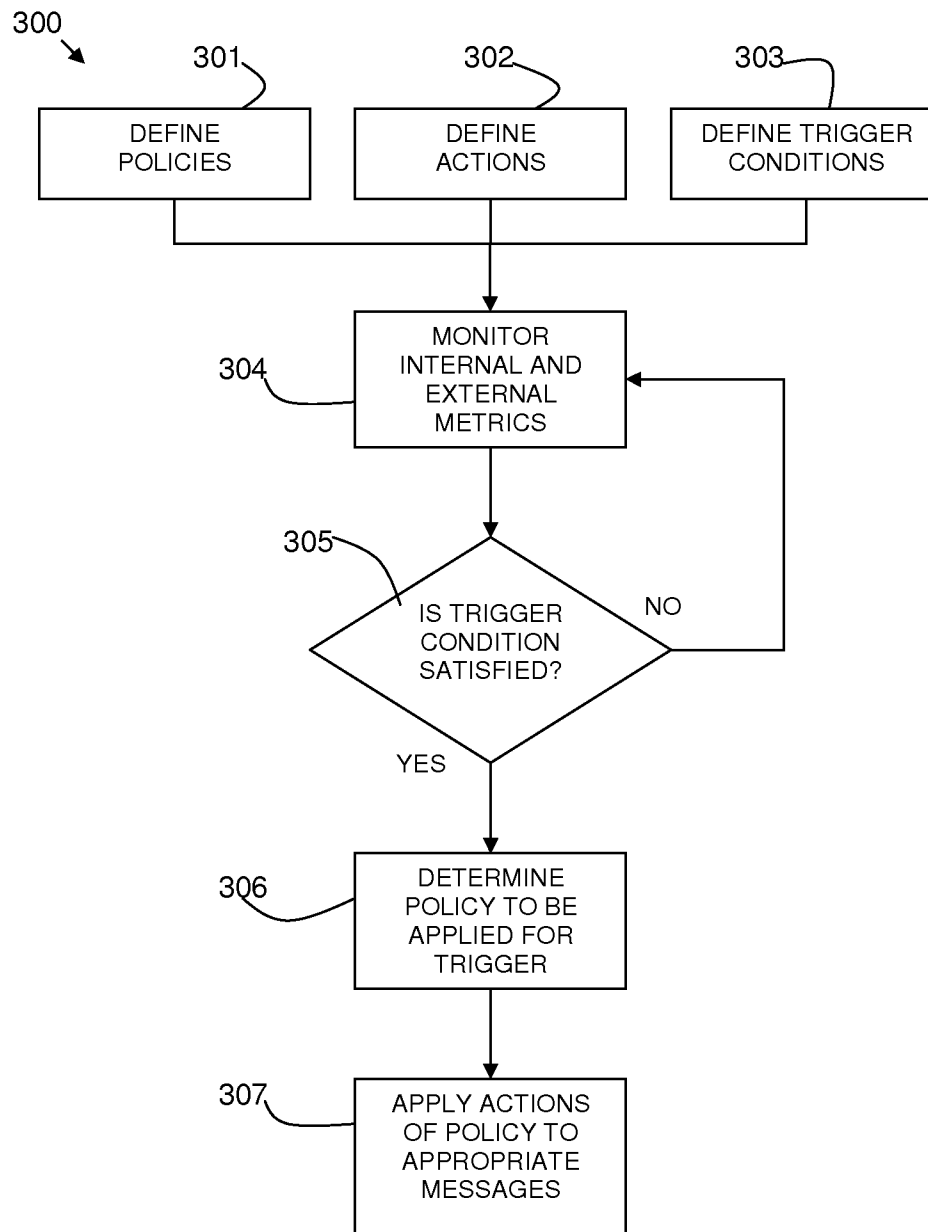 300
301
302
303
DEFINE
POLICIES
DEFINE
ACTIONS
DEFINE TRIGGER
CONDITIONS
304
MONITOR
INTERNAL AND
EXTERNAL
METRICS
305
IS TRIGGER
CONDITION
SATISFIED?
NO
YES
306
DETERMINE
POLICY TO BE
APPLIED FOR
TRIGGER
307
APPLY ACTIONS
OF POLICY TO
APPROPRIATE
MESSAGES